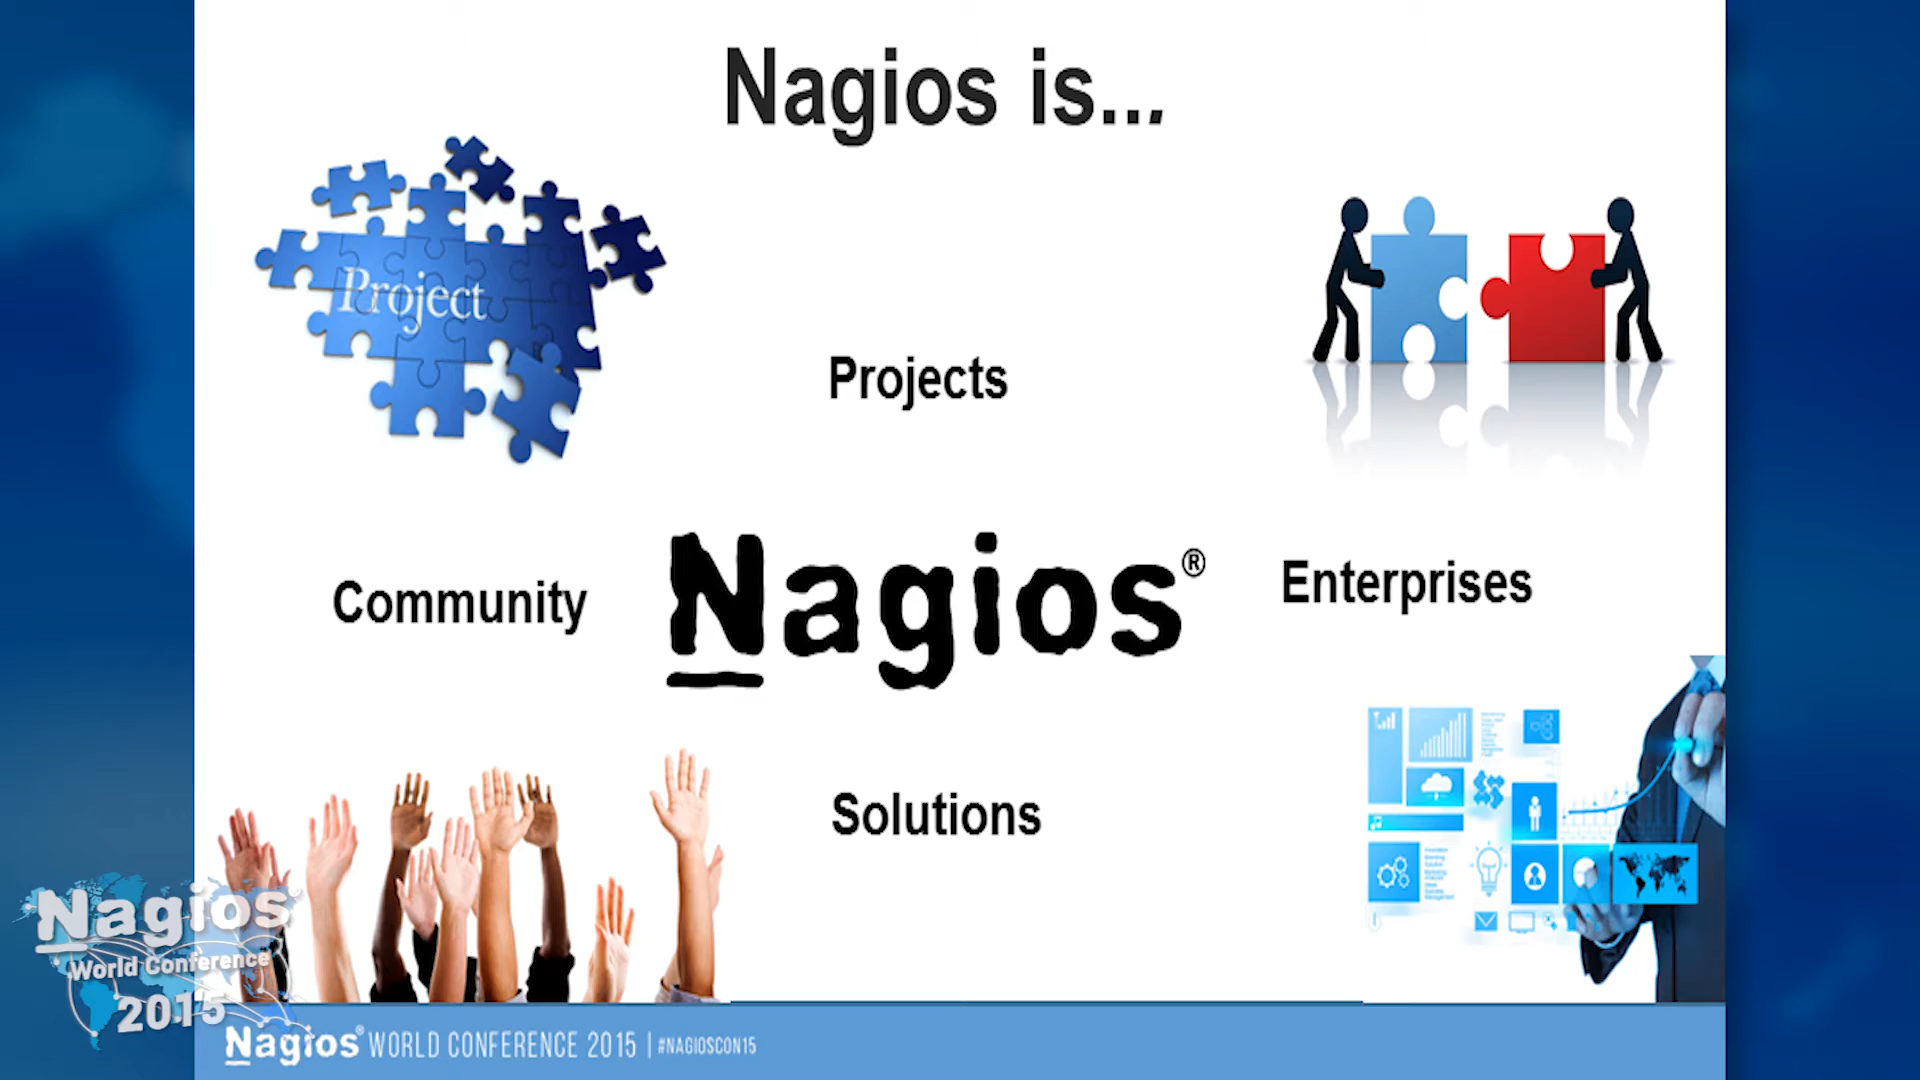 Nagios is...
Project
Projects
Community
Nagios®
Enterprises
Solutions
Nagios®
World Conference
2015
Nagios® WORLD CONFERENCE 2015 | #NAGIOSCON15